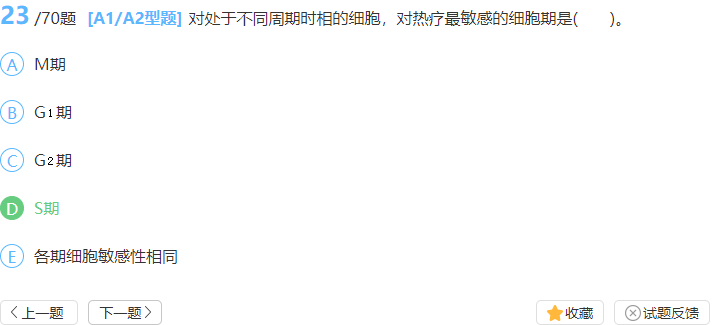 23 /70题 [A1/A2型题] 对处于不同周期时相的细胞，对热疗最敏感的细胞期是(  )。
A M期
B G1期
C G2期
D S期
E 各期细胞敏感性相同
上一题 下一题 收藏 试题反馈